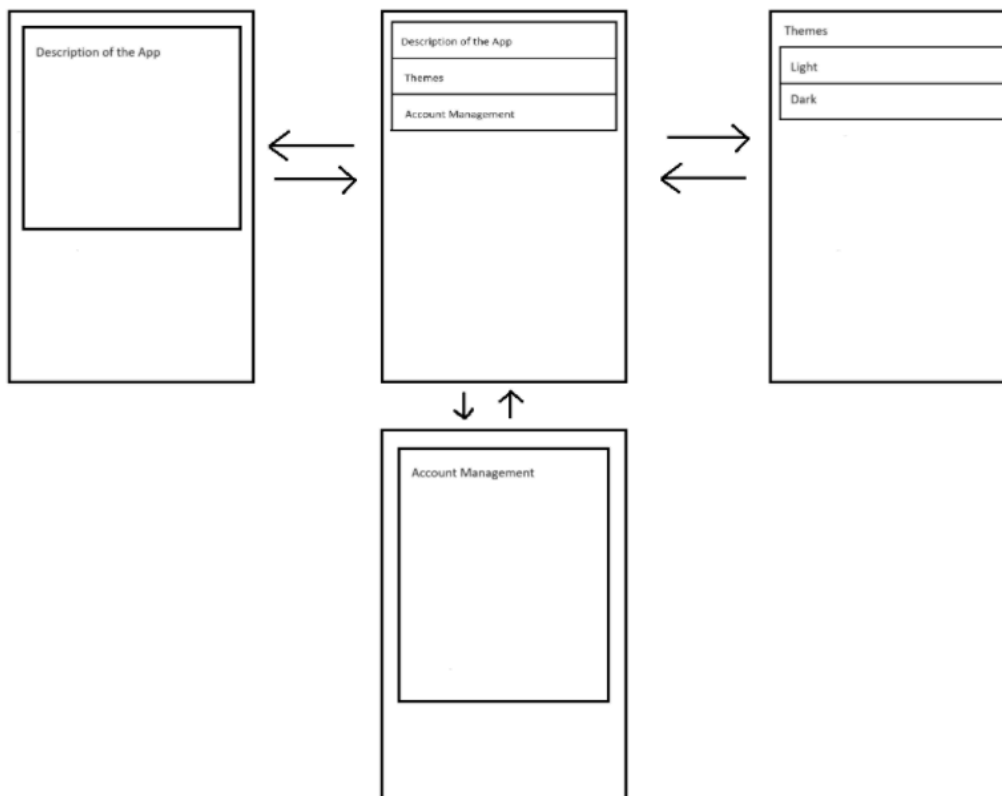 Description of the App
Description of the App
Themes
Account Management
Themes
Light
Dark
Account Management